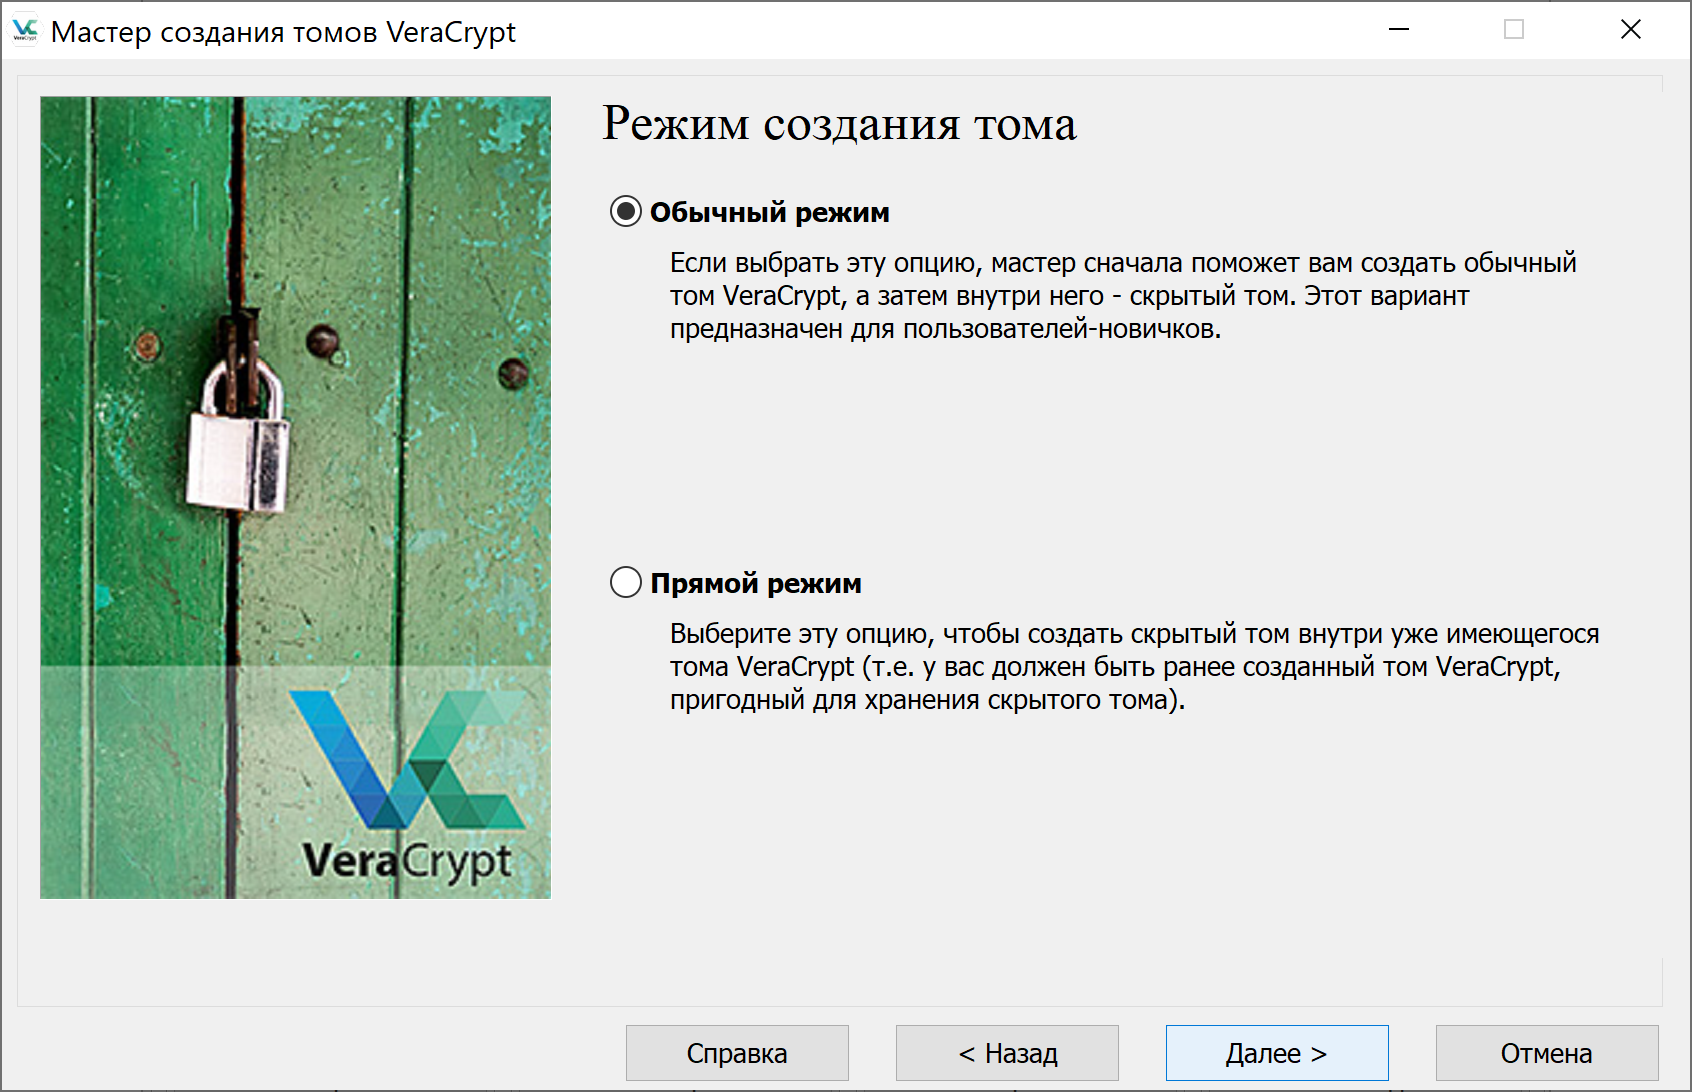 Мастер создания томов VeraCrypt
Режим создания тома
Обычный режим
Если выбрать эту опцию, мастер сначала поможет вам создать обычный
том VeraCrypt, а затем внутри него - скрытый том. Этот вариант
предназначен для пользователей-новичков.
Прямой режим
Выберите эту опцию, чтобы создать скрытый том внутри уже имеющегося
тома VeraCrypt (т.е. у вас должен быть ранее созданный том VeraCrypt,
пригодный для хранения скрытого тома).
VeraCrypt
Справка
< Назад
Далее >
Отмена